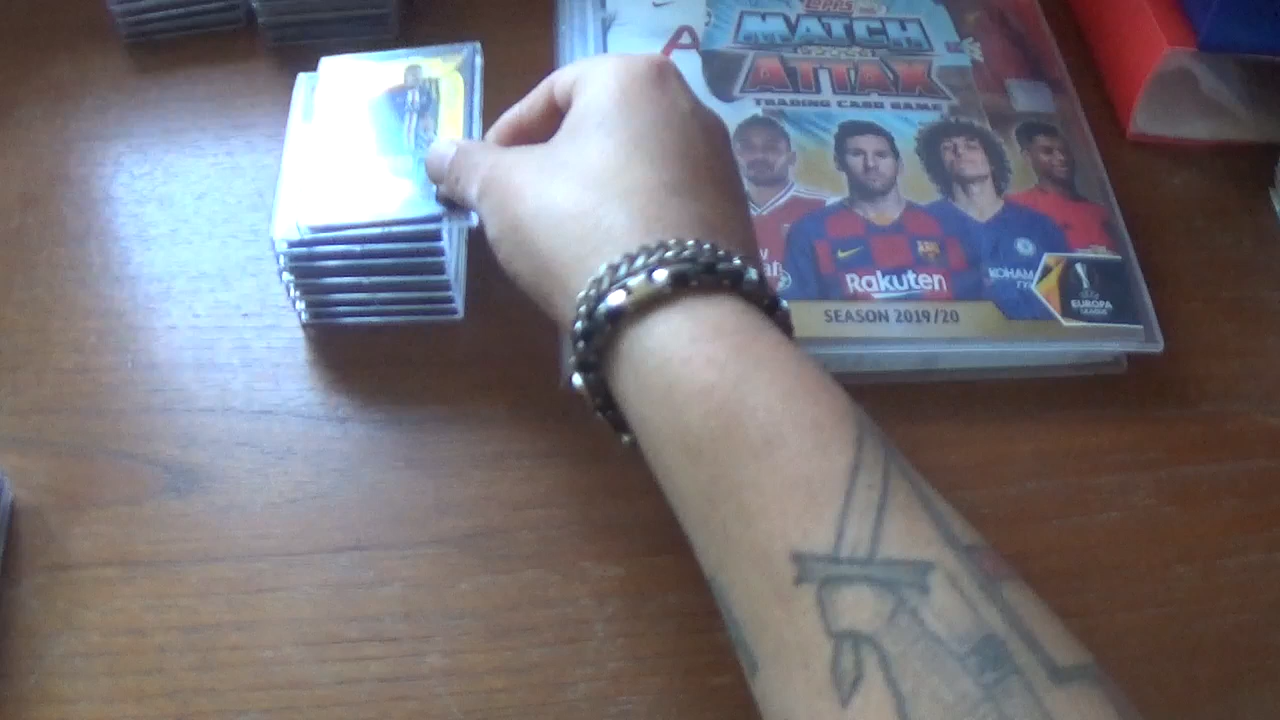 MATCH
ATTAX
TRADING CARD GAME
Rakuten
SEASON 2019/20
EUROPA
LEAGUE